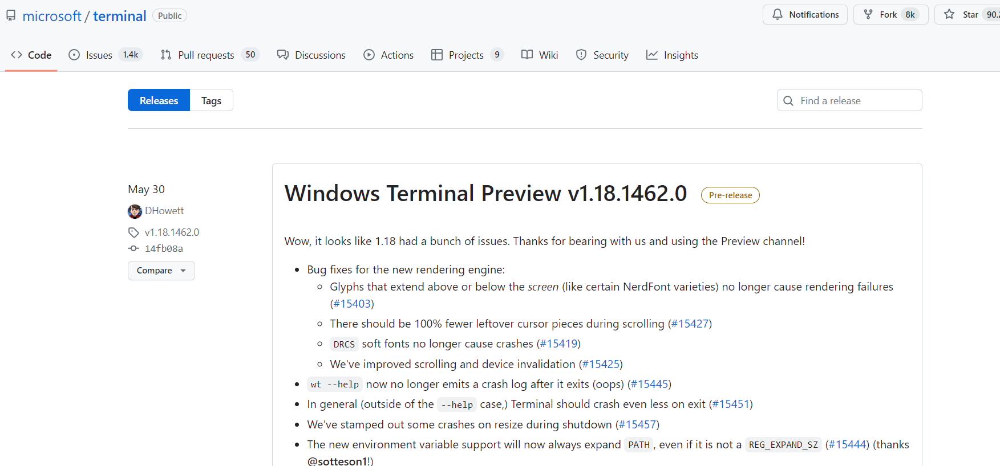 microsoft / terminal Public
Notifications Fork 8k Star 90.2
Code Issues 1.4k Pull requests 50 Discussions Actions Projects 9 Wiki Security Insights
Releases Tags
Find a release
May 30
DHowett
v1.18.1462.0
14fb08a
Compare
Windows Terminal Preview v1.18.1462.0 Pre-release
Wow, it looks like 1.18 had a bunch of issues. Thanks for bearing with us and using the Preview channel!
• Bug fixes for the new rendering engine:
◦ Glyphs that extend above or below the screen (like certain NerdFont varieties) no longer cause rendering failures
(#15403)
◦ There should be 100% fewer leftover cursor pieces during scrolling (#15427)
◦ DRCS soft fonts no longer cause crashes (#15419)
◦ We've improved scrolling and device invalidation (#15425)
• wt --help now no longer emits a crash log after it exits (oops) (#15445)
• In general (outside of the --help case,) Terminal should crash even less on exit (#15451)
• We've stamped out some crashes on resize during shutdown (#15457)
• The new environment variable support will now always expand PATH, even if it is not a REG_EXPAND_SZ (#15444) (thanks
@sotteson1!)